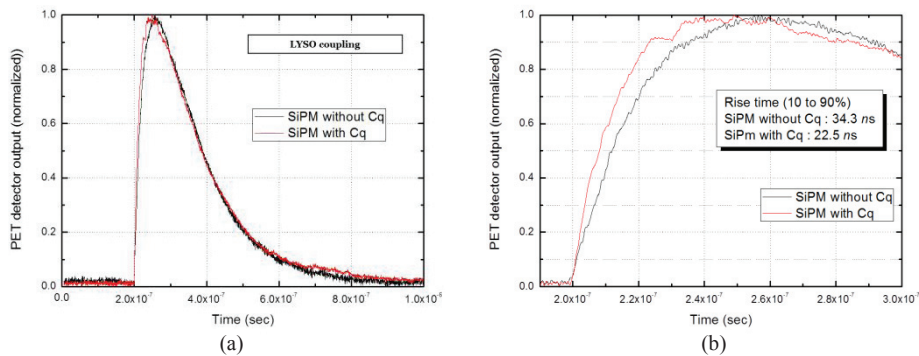 LYSO coupling
SiPM without Cq
SiPM with Cq
PET detector output (normalized))
1.0
0.8
0.6
0.4
0.2
0.0
0.0
2.0x10⁻⁷
4.0x10⁻⁷
6.0x10⁻⁷
8.0x10⁻⁷
1.0x10⁻⁶
Time (sec)
(a)
PET detector output (normalized))
1.0
0.8
0.6
0.4
0.2
0.0
Rise time (10 to 90%)
SiPM without Cq : 34.3 ns
SiPm with Cq : 22.5 ns
SiPM without Cq
SiPM with Cq
2.0x10⁻⁷
2.2x10⁻⁷
2.4x10⁻⁷
2.6x10⁻⁷
2.8x10⁻⁷
3.0x10⁻⁷
Time (sec)
(b)